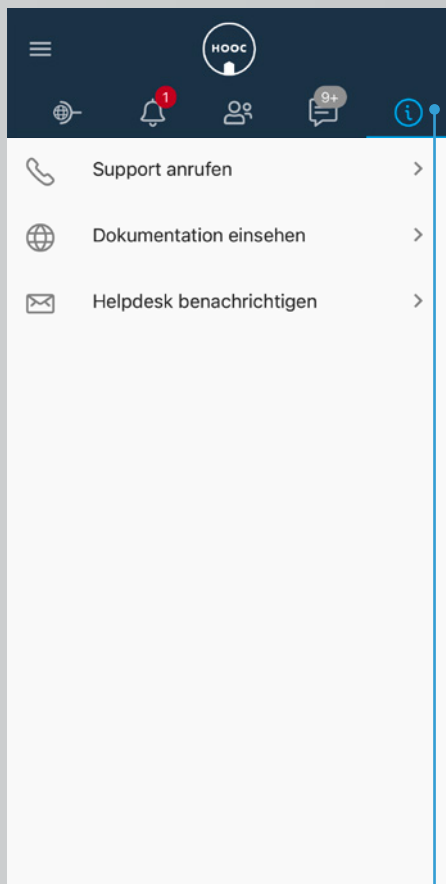 HOOC
1
9+
Support anrufen
Dokumentation einsehen
Helpdesk benachrichtigen